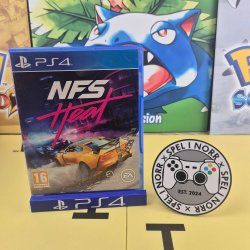 PS4
NFS
Heat
16
EA
PS4
SPEL I NORR X SPEL I NORR X
EST. 2024